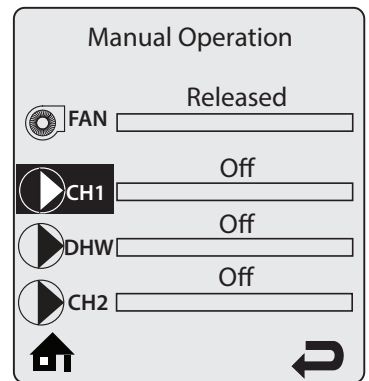 Manual Operation
Released
FAN
Off
CH1
Off
DHW
Off
CH2